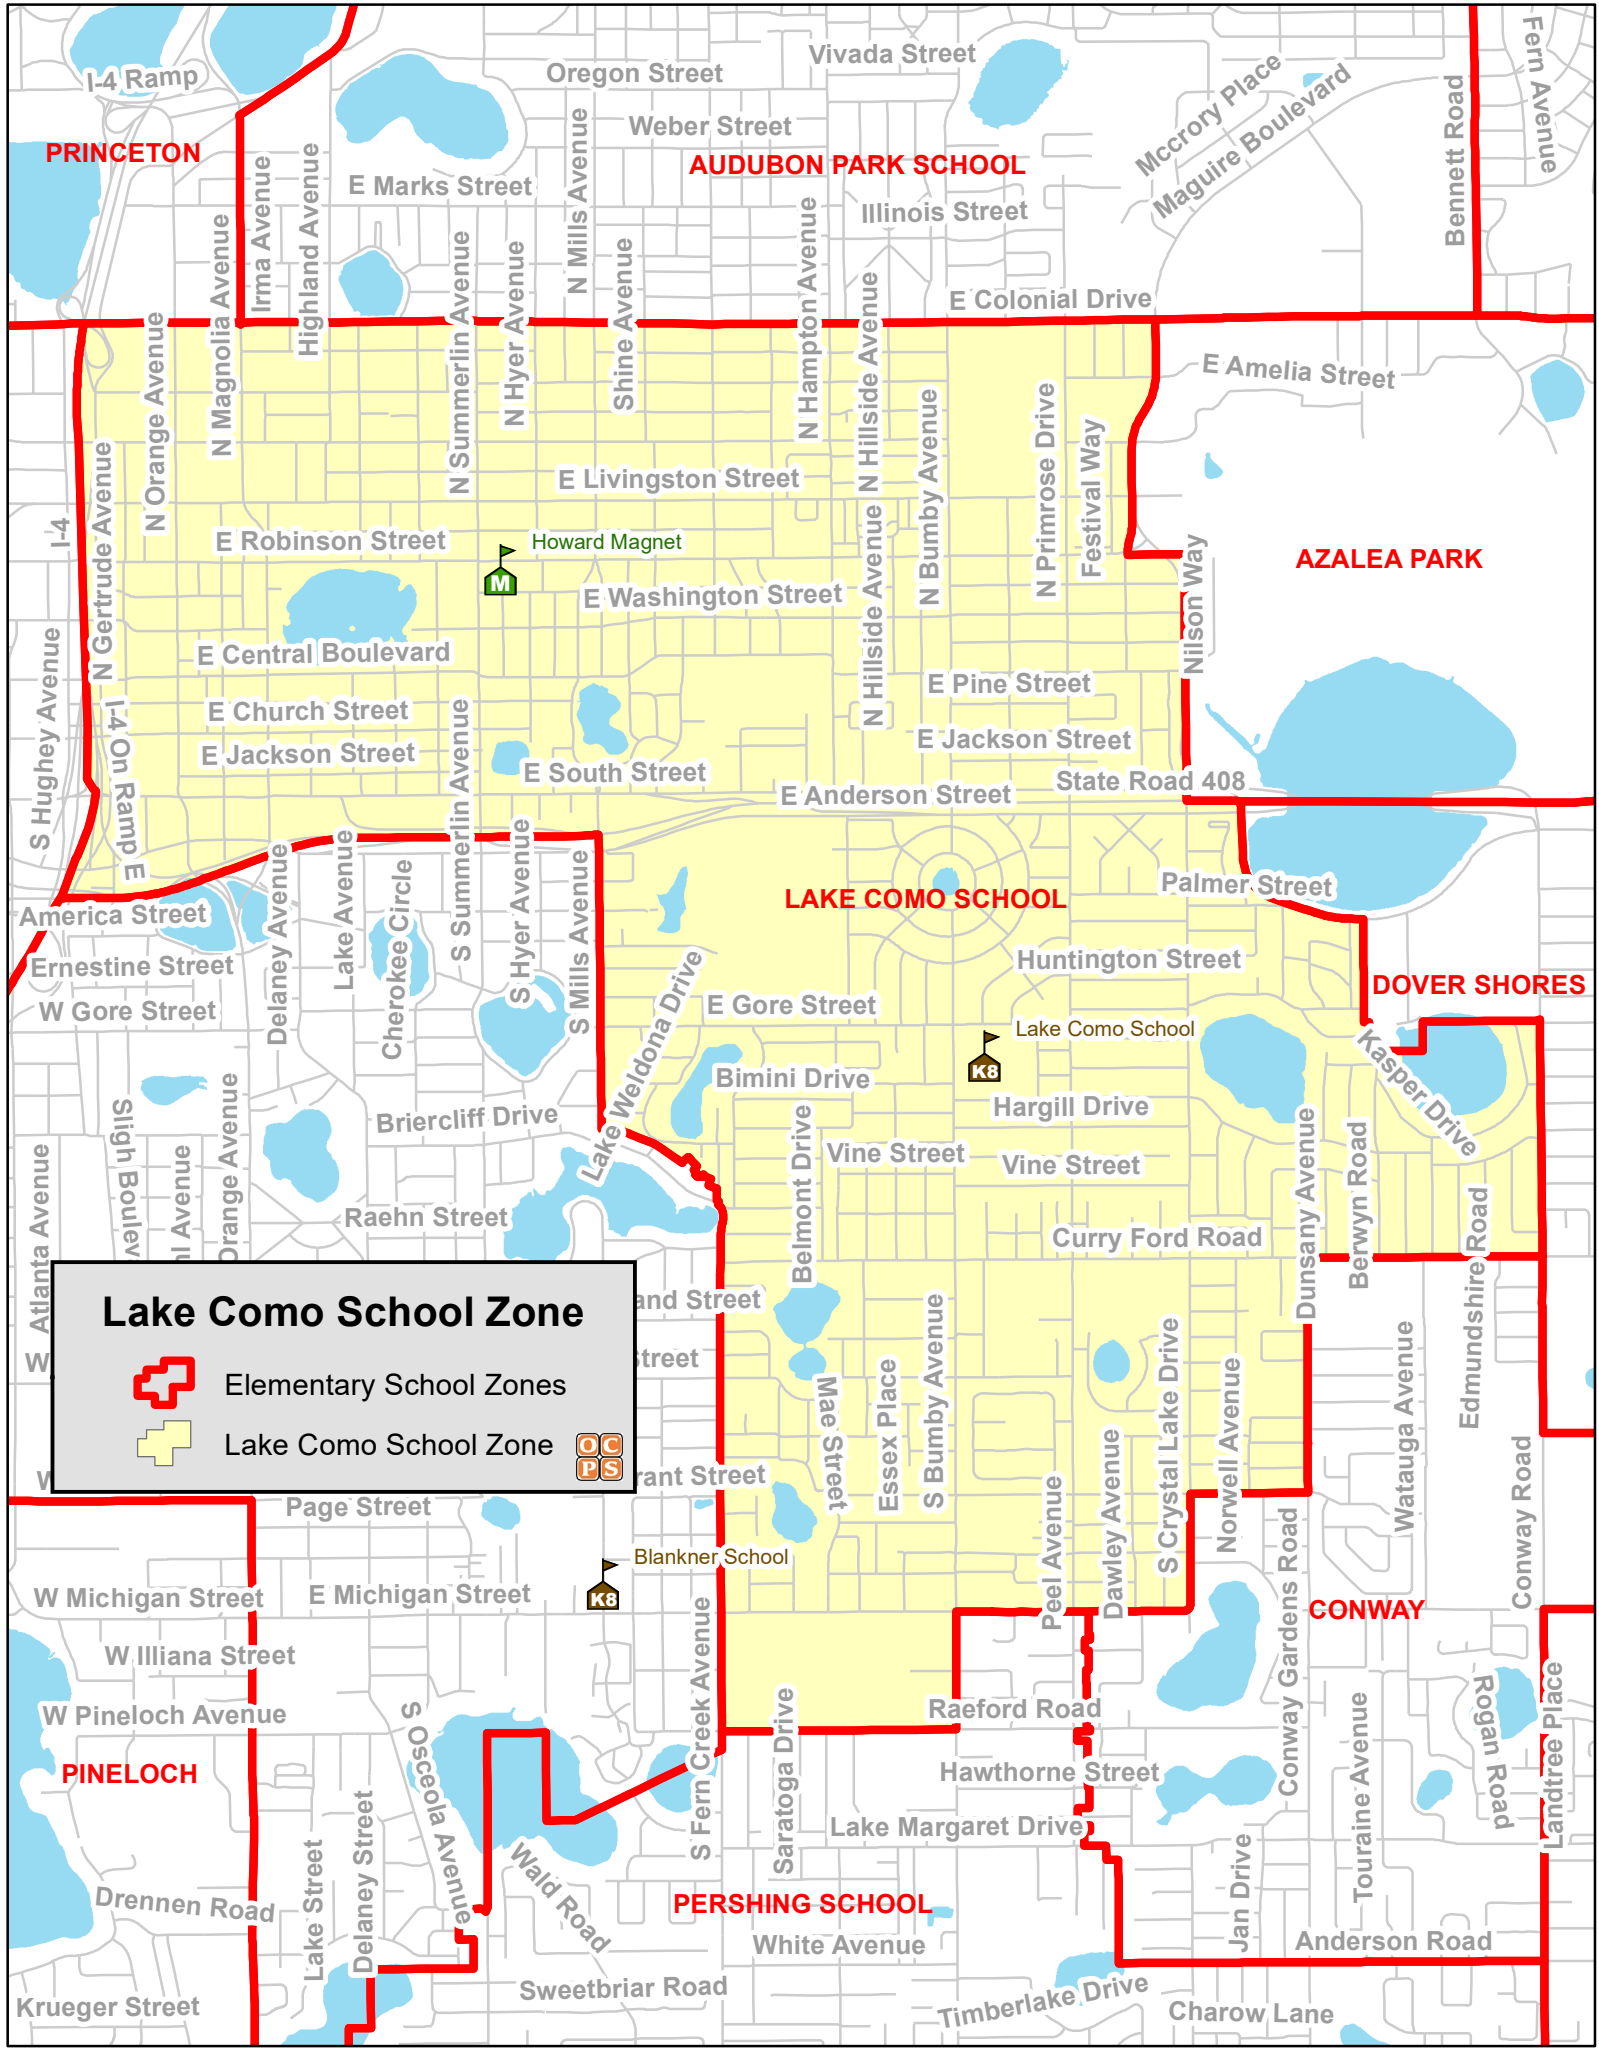 Vivada Street
Oregon Street
I-4 Ramp
Fern Avenue
Mccrory Place
Maguire Boulevard
Bennett Road
Weber Street
PRINCETON
AUDUBON PARK SCHOOL
N Mills Avenue
E Marks Street
Irma Avenue
Highland Avenue
Illinois Street
N Magnolia Avenue
N Summerlin Avenue
N Hyer Avenue
Shine Avenue
N Hampton Avenue
N Hillside Avenue
E Colonial Drive
N Orange Avenue
E Amelia Street
N Bumby Avenue
N Primrose Drive
Festival Way
N Gertrude Avenue
E Livingston Street
I-4
E Robinson Street
Howard Magnet
M
N Hillside Avenue
Nilson Way
AZALEA PARK
E Washington Street
E Central Boulevard
S Hughey Avenue
E Pine Street
E Church Street
I-4 On Ramp E
E Jackson Street
E Jackson Street
S Summerlin Avenue
E South Street
State Road 408
E Anderson Street
Delaney Avenue
Lake Avenue
Cherokee Circle
S Hyer Avenue
S Mills Avenue
LAKE COMO SCHOOL
Palmer Street
America Street
Ernestine Street
Huntington Street
DOVER SHORES
Lake Weldona Drive
W Gore Street
E Gore Street
Lake Como School
K8
Kasper Drive
Bimini Drive
Hargill Drive
Sligh Boulev
Orange Avenue
Briercliff Drive
Belmont Drive
Dunsany Avenue
Berwyn Road
Atlanta Avenue
Vine Street
Vine Street
Raehn Street
Edmundshire Road
Curry Ford Road
Lake Como School Zone
Elementary School Zones
Lake Como School Zone
OC
PS
and Street
Street
W
S Bumby Avenue
Essex Place
Mae Street
S Crystal Lake Drive
Norwell Avenue
Watauga Avenue
Dawley Avenue
Conway Road
Peel Avenue
rant Street
Page Street
Conway Gardens Road
Blankner School
K8
W Michigan Street
E Michigan Street
CONWAY
S Fern Creek Avenue
W Illiana Street
Landtree Place
Rogan Road
Touraine Avenue
Saratoga Drive
W Pineloch Avenue
S Osceola Avenue
Raeford Road
PINELOCH
Hawthorne Street
Lake Margaret Drive
Delaney Street
Lake Street
Wald Road
Jan Drive
Drennen Road
PERSHING SCHOOL
White Avenue
Anderson Road
Krueger Street
Sweetbriar Road
Timberlake Drive
Charow Lane